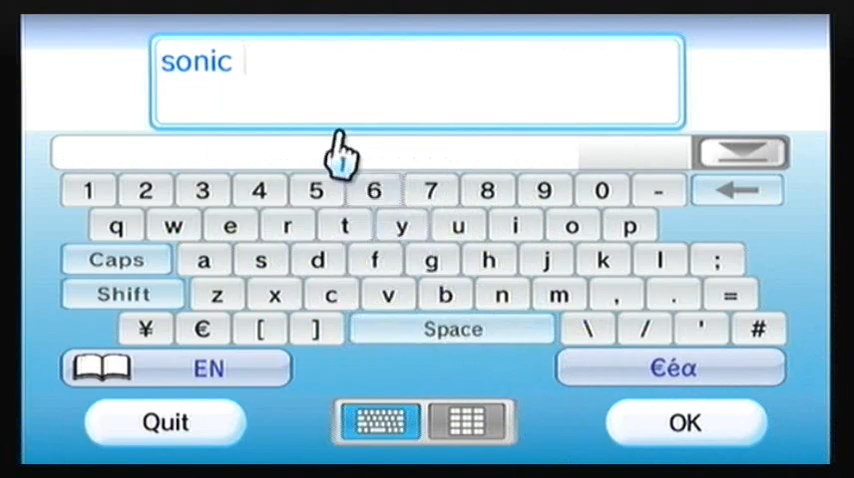 sonic
1 2 3 4 5 6 7 8 9 0 -
q w e r t y u i o p
Caps a s d f g h j k l ;
Shift z x c v b n m , . =
¥ € [ ] Space \ / ' #
EN €éα
Quit OK